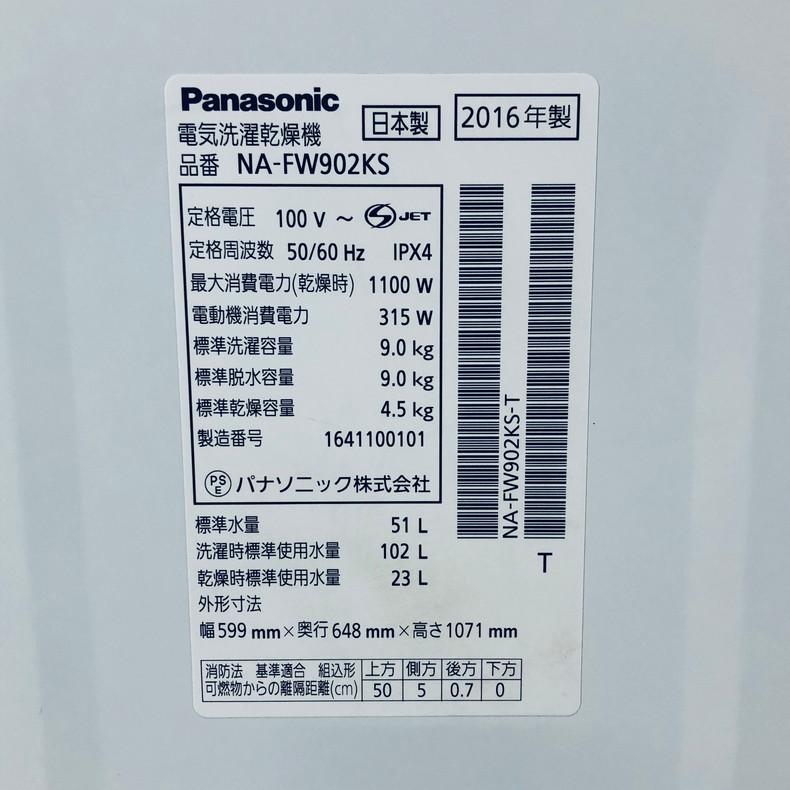 Panasonic
電気洗濯乾燥機
日本製
2016年製
品番 NA-FW902KS
定格電圧 100 V ～ S JET
定格周波数 50/60 Hz IPX4
最大消費電力(乾燥時) 1100 W
電動機消費電力 315 W
標準洗濯容量 9.0 kg
標準脱水容量 9.0 kg
標準乾燥容量 4.5 kg
製造番号 1641100101
PSE パナソニック株式会社
NA-FW902KS-T
T
標準水量 51 L
洗濯時標準使用水量 102 L
乾燥時標準使用水量 23 L
外形寸法
幅 599 mm×奥行 648 mm×高さ 1071 mm
消防法 基準適合 組込形 上方 側方 後方 下方
可燃物からの離隔距離(cm) 50 5 0.7 0